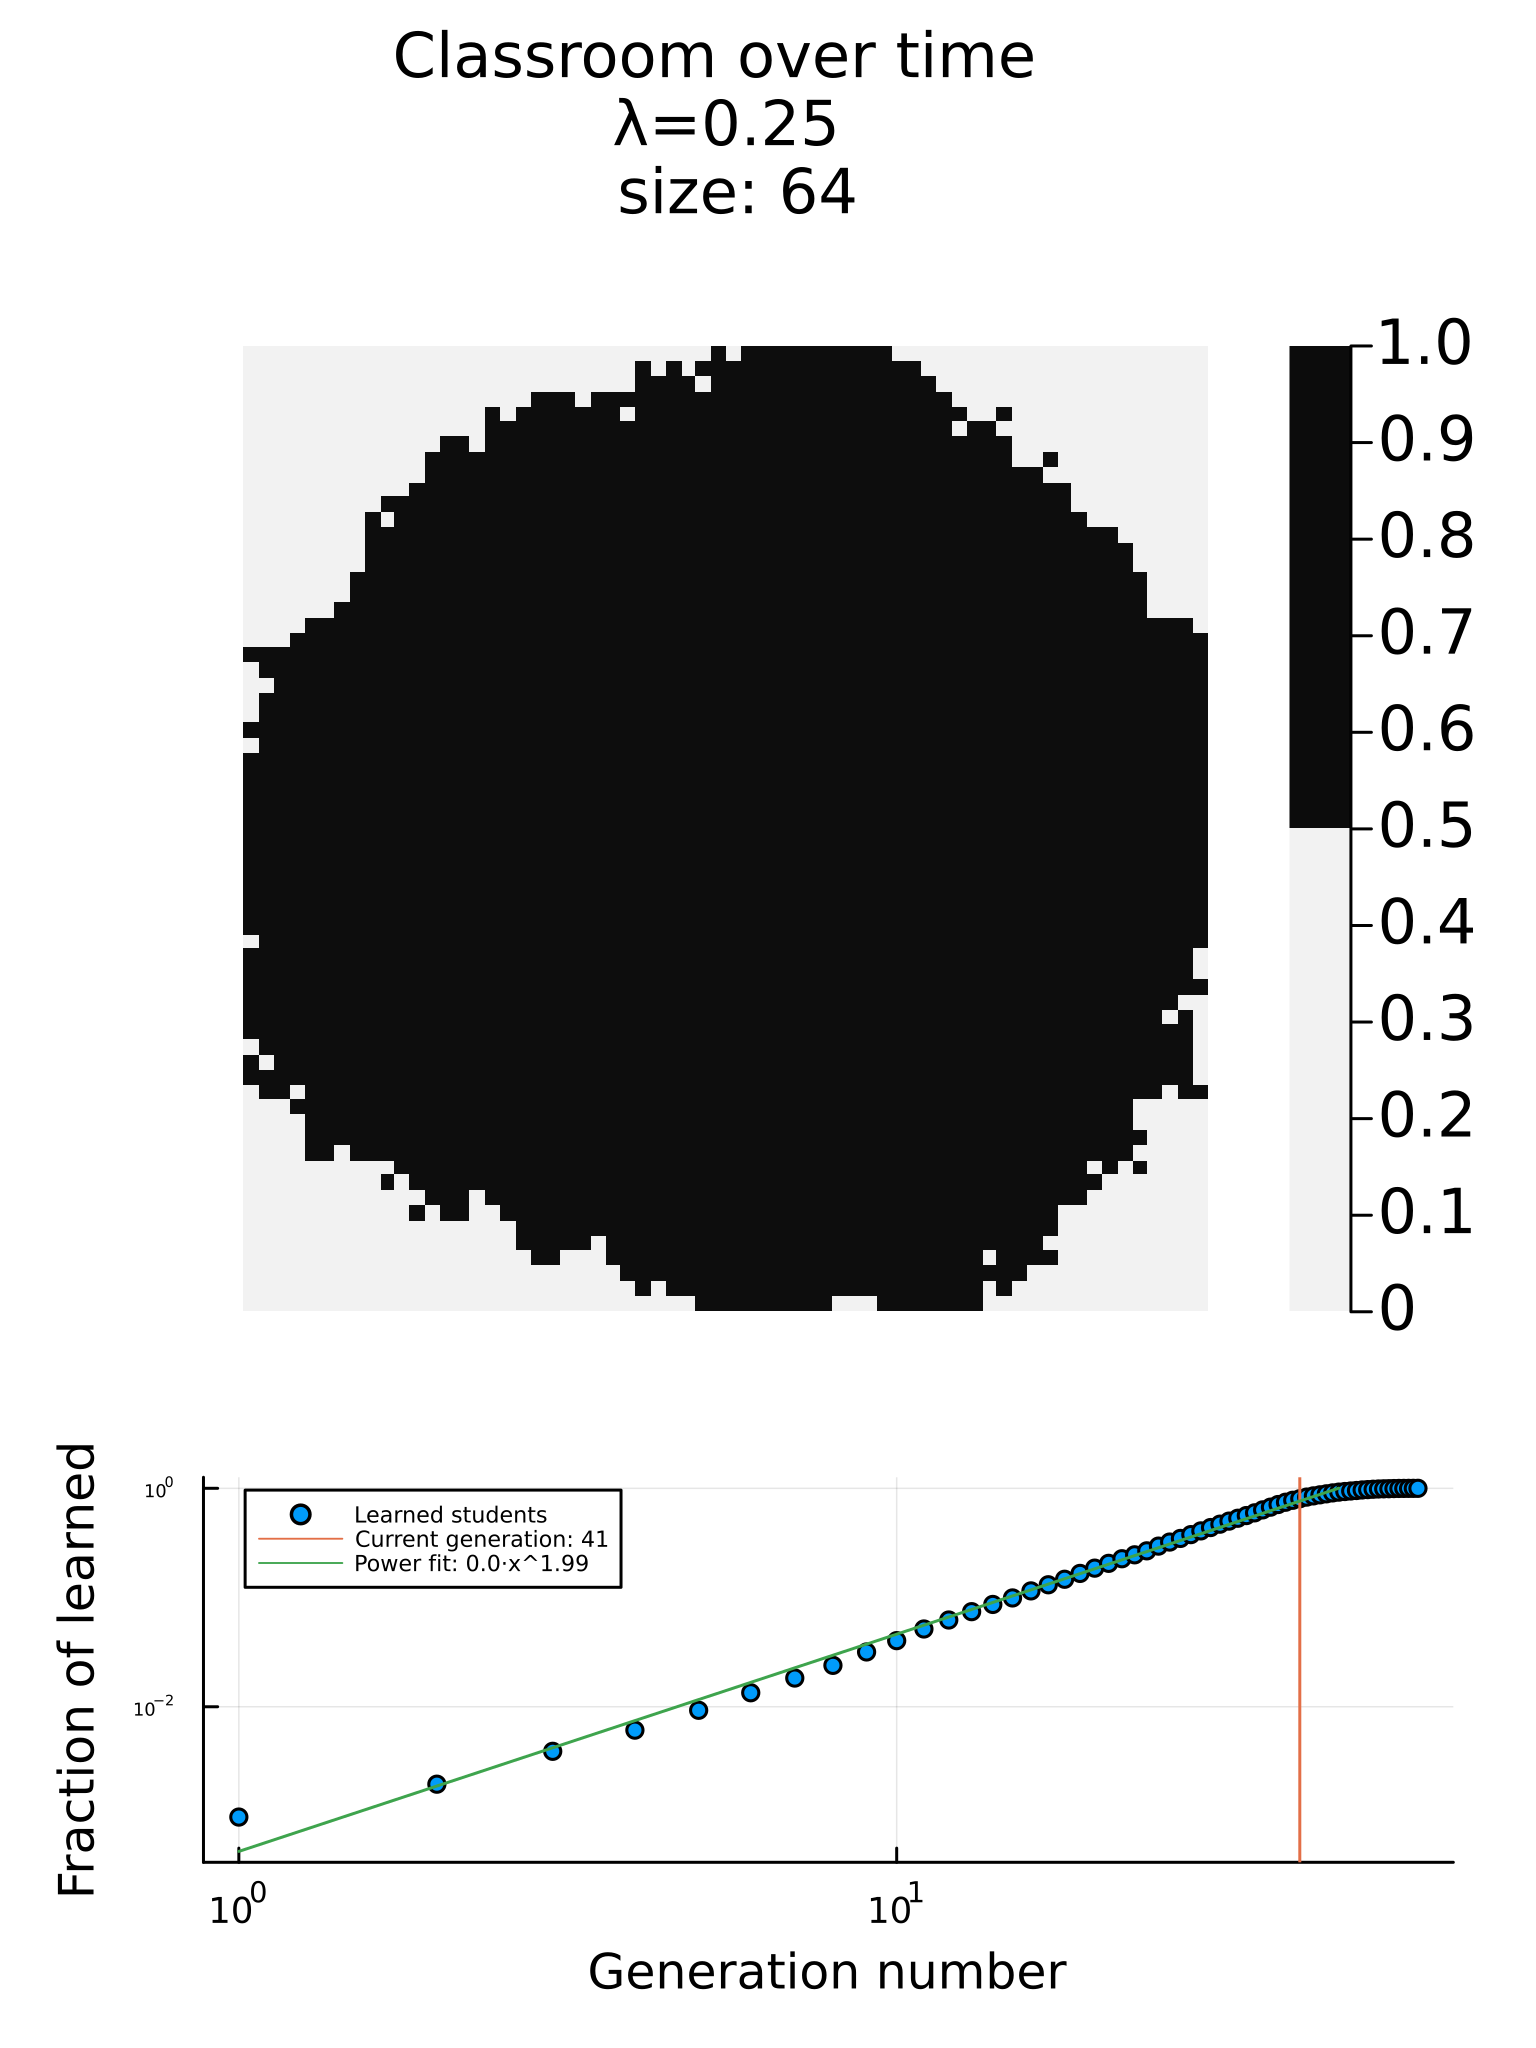 Classroom over time
λ=0.25
size: 64
1.0
0.9
0.8
0.7
0.6
0.5
0.4
0.3
0.2
0.1
0
Fraction of learned
10^0
10^-2
Learned students
Current generation: 41
Power fit: 0.0·x^1.99
10^0
10^1
Generation number